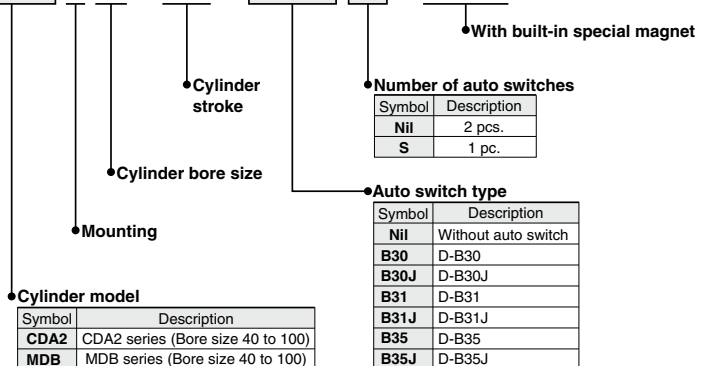 With built-in special magnet
Cylinder
stroke
Number of auto switches
Symbol Description
Nil 2 pcs.
S 1 pc.
Cylinder bore size
Auto switch type
Symbol Description
Nil Without auto switch
B30 D-B30
B30J D-B30J
B31 D-B31
B31J D-B31J
B35 D-B35
B35J D-B35J
Mounting
Cylinder model
Symbol Description
CDA2 CDA2 series (Bore size 40 to 100)
MDB MDB series (Bore size 40 to 100)